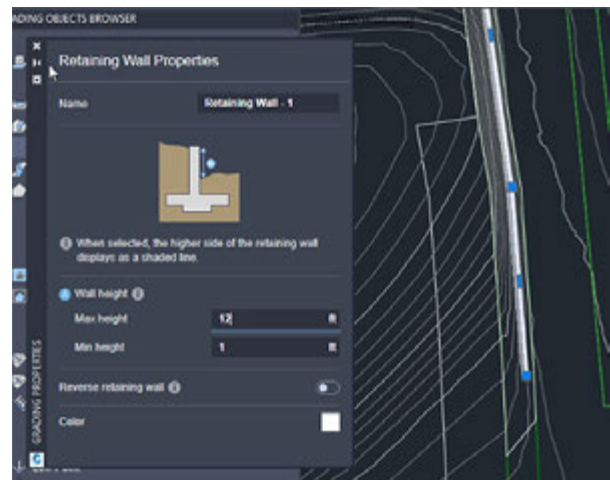 ADING OBJECTS BROWSER
Retaining Wall Properties
Name
Retaining Wall - 1
When selected, the higher side of the retaining wall
displays as a shaded line.
Wall height
Max height 12 ft
Min height 1 ft
Reverse retaining wall
Color
GRADING PROPERTIES
G